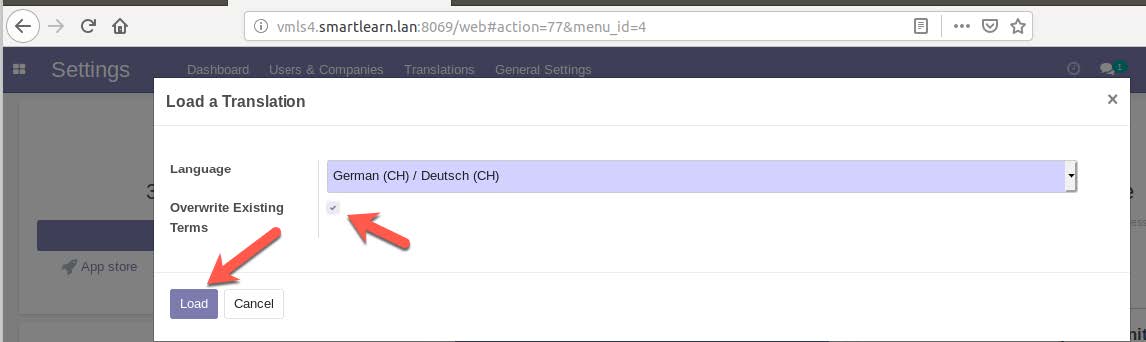 vmls4.smartlearn.lan:8069/web#action=77&menu_id=4
Settings Dashboard Users & Companies Translations General Settings 1
Load a Translation ×
Language German (CH) / Deutsch (CH)
Overwrite Existing
Terms
App store
Load Cancel